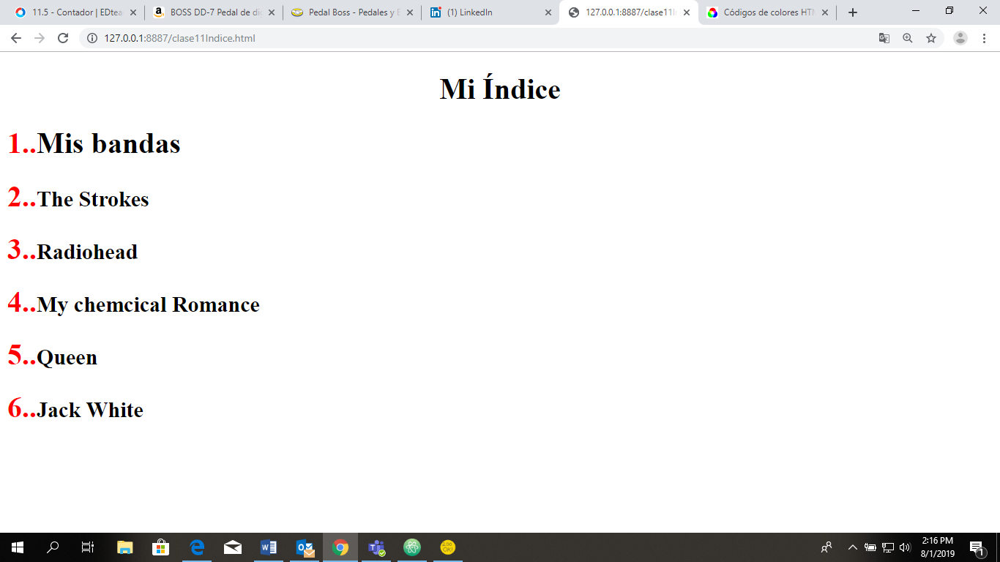 11.5 - Contador | EDtea
BOSS DD-7 Pedal de di
Pedal Boss - Pedales y E
(1) LinkedIn
127.0.0.1:8887/clase11I
Códigos de colores HTM
127.0.0.1:8887/clase11Indice.html
Mi Índice
1..Mis bandas
2..The Strokes
3..Radiohead
4..My chemcical Romance
5..Queen
6..Jack White
2:16 PM
8/1/2019
1